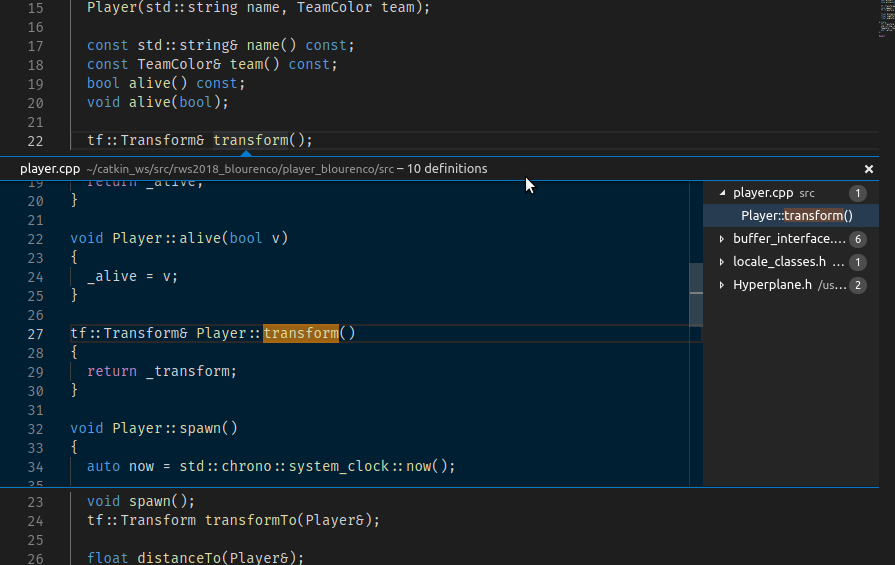 15 Player(std::string name, TeamColor team);
16
17 const std::string& name() const;
18 const TeamColor& team() const;
19 bool alive() const;
20 void alive(bool);
21
22 tf::Transform& transform();
player.cpp ~/catkin_ws/src/rws2018_blourenco/player_blourenco/src – 10 definitions
19 return _alive;
20 }
21
22 void Player::alive(bool v)
23 {
24 _alive = v;
25 }
26
27 tf::Transform& Player::transform()
28 {
29 return _transform;
30 }
31
32 void Player::spawn()
33 {
34 auto now = std::chrono::system_clock::now();
35
player.cpp src 1
Player::transform()
buffer_interface.... 6
locale_classes.h ... 1
Hyperplane.h /us... 2
23 void spawn();
24 tf::Transform transformTo(Player&);
25
26 float distanceTo(Player&);